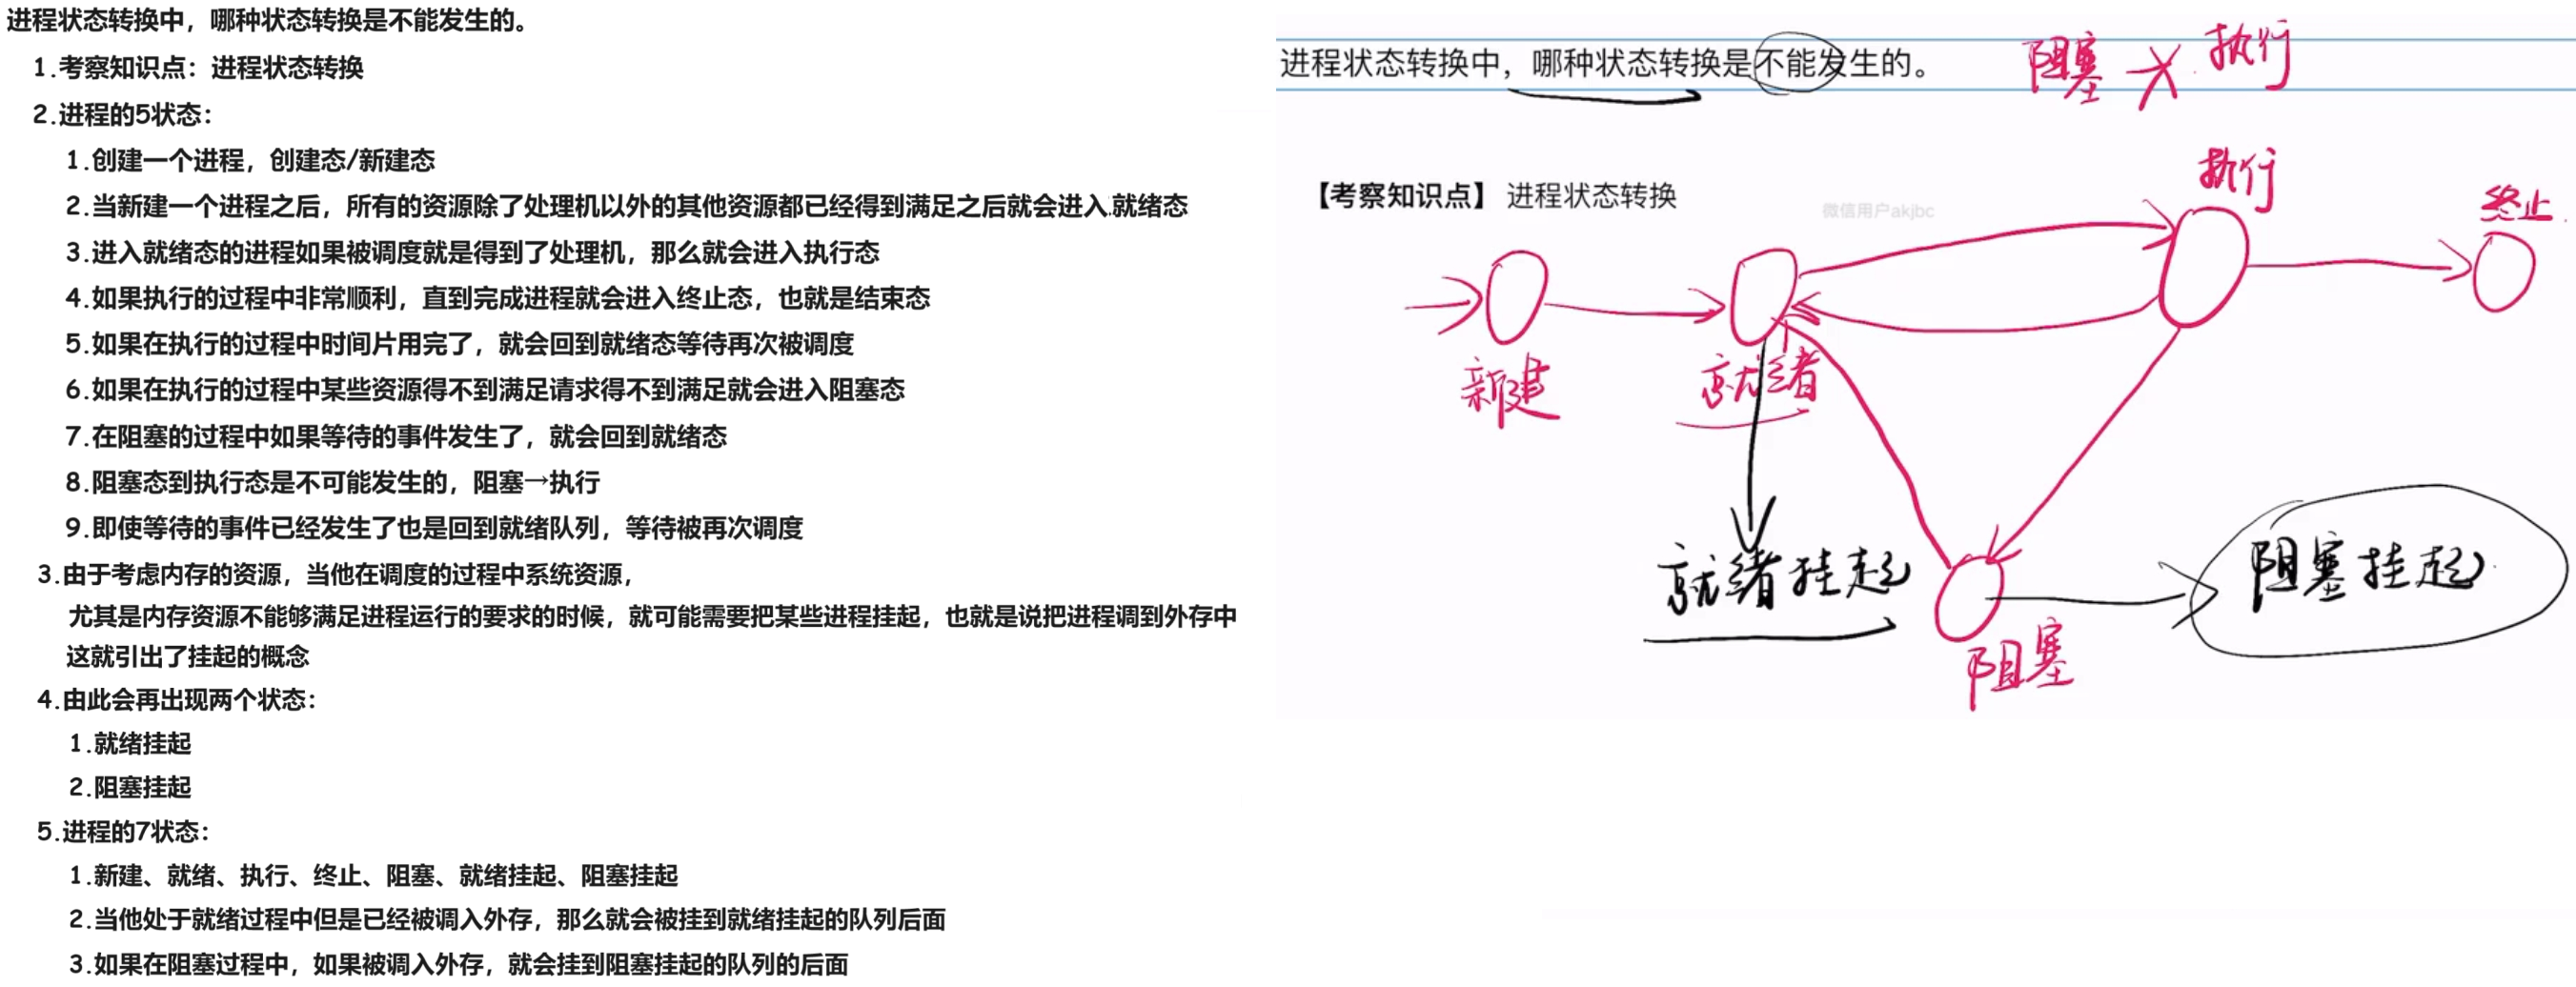 进程状态转换中，哪种状态转换是不能发生的。
1.考察知识点：进程状态转换
2.进程的5状态：
1.创建一个进程，创建态/新建态
2.当新建一个进程之后，所有的资源除了处理机以外的其他资源都已经得到满足之后就会进入就绪态
3.进入就绪态的进程如果被调度就是得到了处理机，那么就会进入执行态
4.如果执行的过程中非常顺利，直到完成进程就会进入终止态，也就是结束态
5.如果在执行的过程中时间片用完了，就会回到就绪态等待再次被调度
6.如果在执行的过程中某些资源得不到满足请求得不到满足就会进入阻塞态
7.在阻塞的过程中如果等待的事件发生了，就会回到就绪态
8.阻塞态到执行态是不可能发生的，阻塞→执行
9.即使等待的事件已经发生了也是回到就绪队列，等待被再次调度
3.由于考虑内存的资源，当他在调度的过程中系统资源，
尤其是内存资源不能够满足进程运行的要求的时候，就可能需要把某些进程挂起，也就是说把进程调到外存中
这就引出了挂起的概念
4.由此会再出现两个状态：
1.就绪挂起
2.阻塞挂起
5.进程的7状态：
1.新建、就绪、执行、终止、阻塞、就绪挂起、阻塞挂起
2.当他处于就绪过程中但是已经被调入外存，那么就会被挂到就绪挂起的队列后面
3.如果在阻塞过程中，如果被调入外存，就会挂到阻塞挂起的队列的后面
进程状态转换中，哪种状态转换是不能发生的。
阻塞 执行
【考察知识点】 进程状态转换
微信用户akjbc
执行
终止
新建
就绪
就绪挂起
阻塞挂起
阻塞